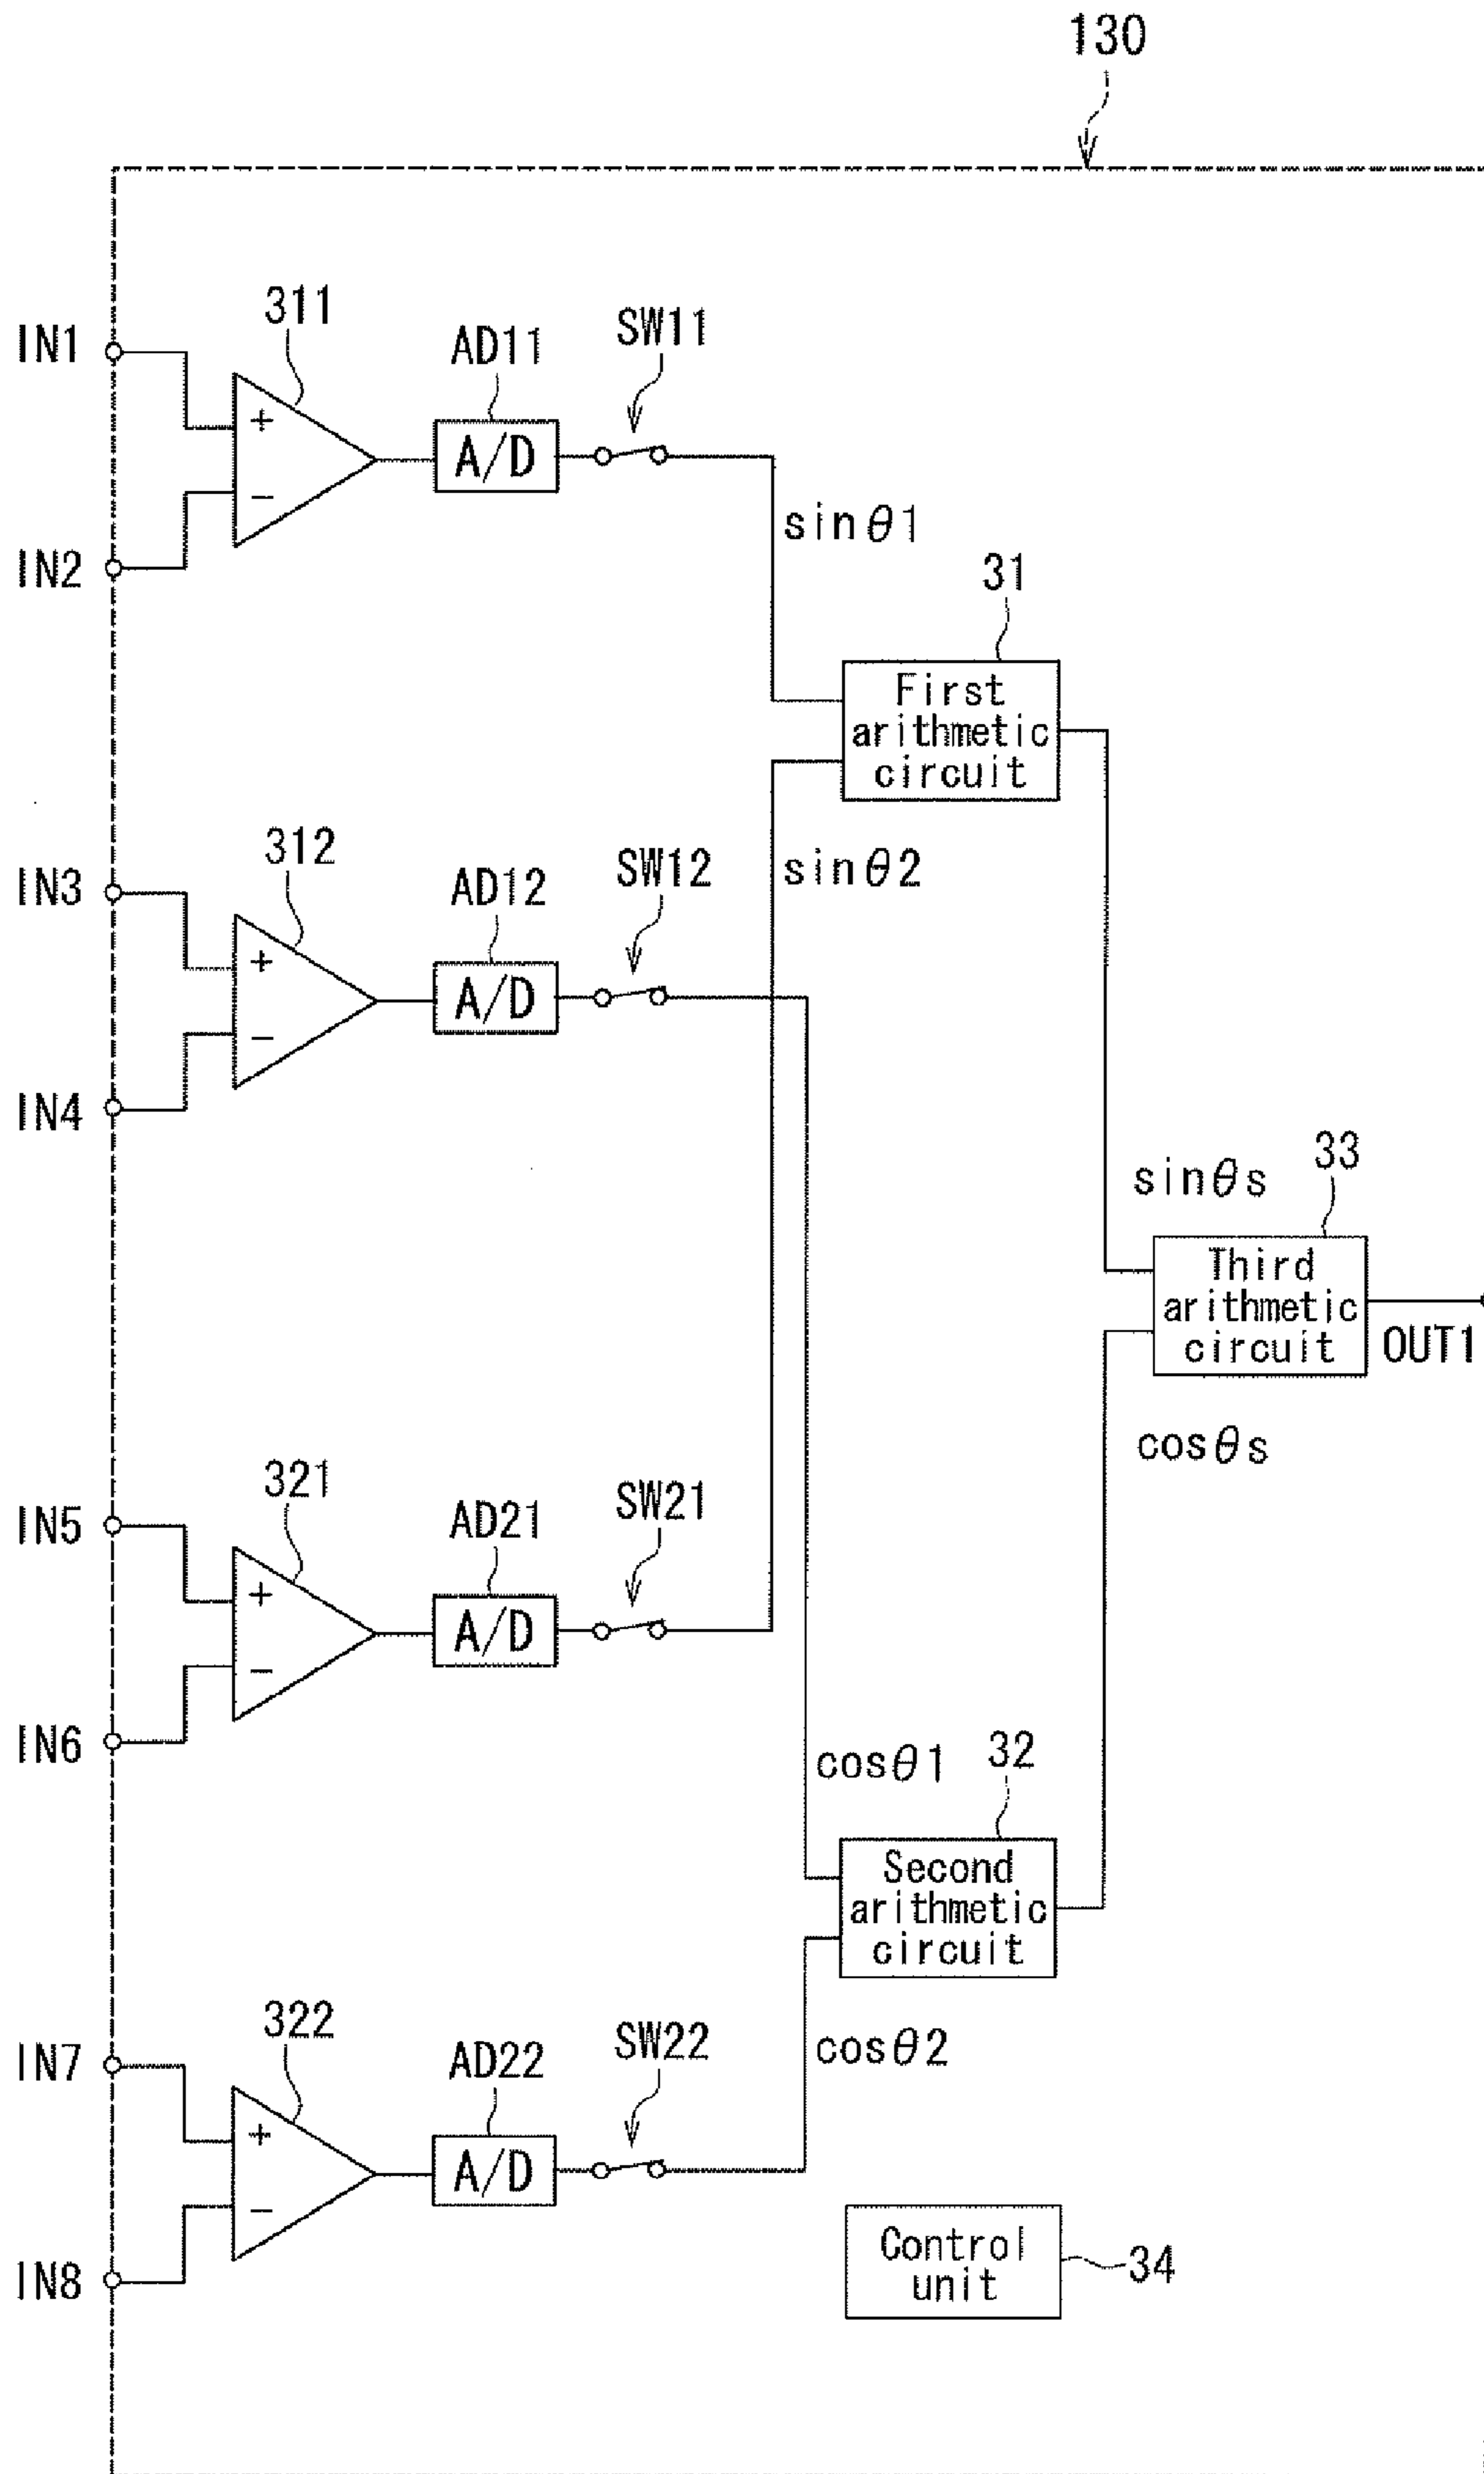 130
311
IN1
AD11
SW11
+
A/D
−
sinθ1
IN2
31
First
arithmetic
circuit
312
IN3
AD12
SW12
sinθ2
+
A/D
−
IN4
33
sinθs
Third
arithmetic
circuit
OUT1
cosθs
321
IN5
AD21
SW21
+
A/D
−
IN6
cosθ1
32
Second
arithmetic
circuit
322
IN7
AD22
SW22
cosθ2
+
A/D
−
IN8
Control
unit
34